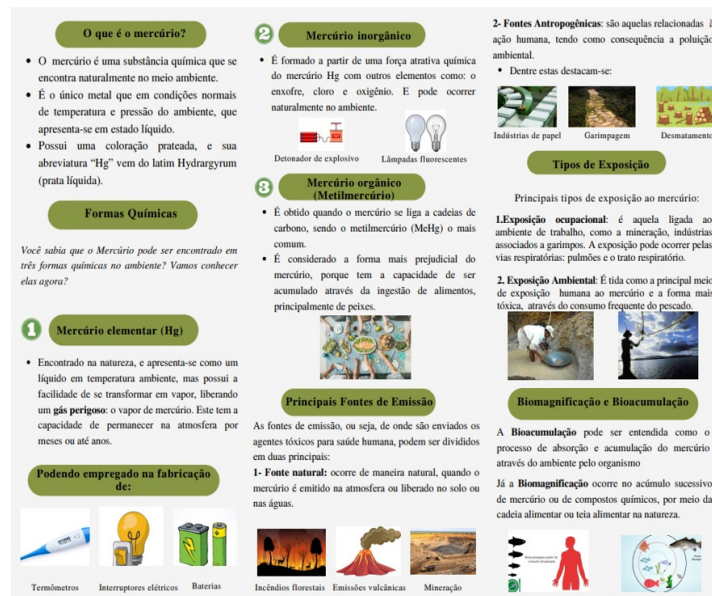 O que é o mercúrio?
• O mercúrio é uma substância química que se
encontra naturalmente no meio ambiente.
• É o único metal que em condições normais
de temperatura e pressão do ambiente, que
apresenta-se em estado líquido.
• Possui uma coloração prateada, e sua
abreviatura “Hg” vem do latim Hydrargyrum
(prata líquida).
Formas Químicas
Você sabia que o Mercúrio pode ser encontrado em
três formas químicas no ambiente? Vamos conhecer
elas agora?
1 Mercúrio elementar (Hg)
• Encontrado na natureza, e apresenta-se como um
líquido em temperatura ambiente, mas possui a
facilidade de se transformar em vapor, liberando
um gás perigoso: o vapor de mercúrio. Este tem a
capacidade de permanecer na atmosfera por
meses ou até anos.
Podendo empregado na fabricação
de:
Termômetros Interruptores elétricos Baterias
2 Mercúrio inorgânico
• É formado a partir de uma força atrativa química
do mercúrio Hg com outros elementos como: o
enxofre, cloro e oxigênio. E pode ocorrer
naturalmente no ambiente.
Detonador de explosivo Lâmpadas fluorescentes
3 Mercúrio orgânico
(Metilmercúrio)
• É obtido quando o mercúrio se liga a cadeias de
carbono, sendo o metilmercúrio (MeHg) o mais
comum.
• É considerado a forma mais prejudicial do
mercúrio, porque tem a capacidade de ser
acumulado através da ingestão de alimentos,
principalmente de peixes.
Principais Fontes de Emissão
As fontes de emissão, ou seja, de onde são enviados os
agentes tóxicos para saúde humana, podem ser divididos
em duas principais:
1- Fonte natural: ocorre de maneira natural, quando o
mercúrio é emitido na atmosfera ou liberado no solo ou
nas águas.
Incêndios florestais Emissões vulcânicas Mineração
2- Fontes Antropogênicas: são aquelas relacionadas à
ação humana, tendo como consequência a poluição
ambiental.
• Dentre estas destacam-se:
Indústrias de papel Garimpagem Desmatamento
Tipos de Exposição
Principais tipos de exposição ao mercúrio:
1.Exposição ocupacional: é aquela ligada ao
ambiente de trabalho, como a mineração, indústrias
associados a garimpos. A exposição pode ocorrer pelas
vias respiratórias: pulmões e o trato respiratório.
2. Exposição Ambiental: É tida como a principal meio
de exposição humana ao mercúrio e a forma mais
tóxica, através do consumo frequente do pescado.
Biomagnificação e Bioacumulação
A Bioacumulação pode ser entendida como o
processo de absorção e acumulação do mercúrio
através do ambiente pelo organismo
Já a Biomagnificação ocorre no acúmulo sucessivo
de mercúrio ou de compostos químicos, por meio da
cadeia alimentar ou teia alimentar na natureza.